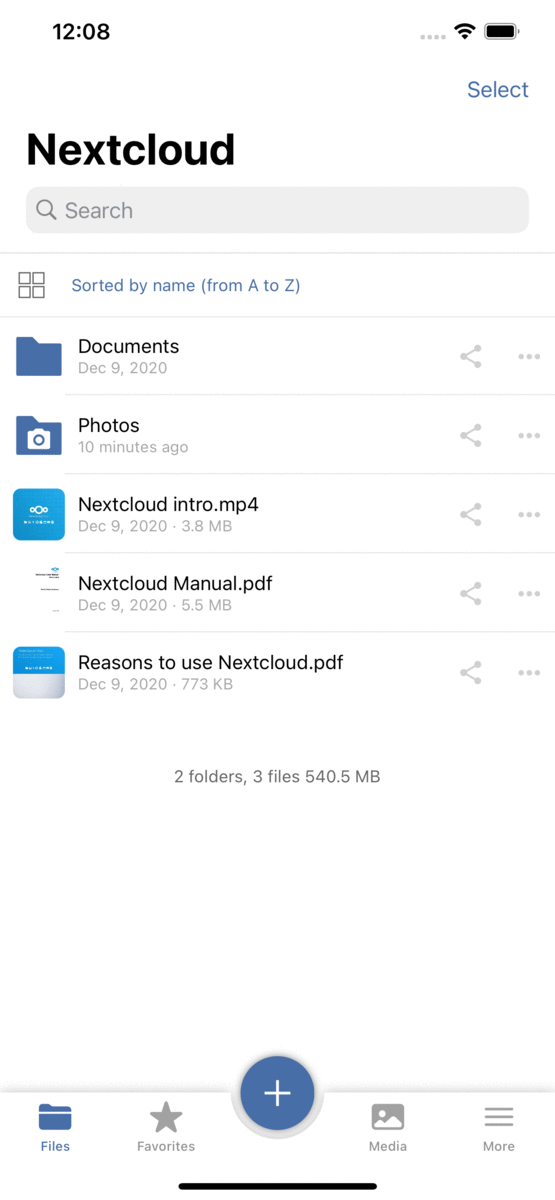 12:08
Select
Nextcloud
Search
Sorted by name (from A to Z)
Documents
Dec 9, 2020
Photos
10 minutes ago
Nextcloud intro.mp4
Dec 9, 2020 · 3.8 MB
Nextcloud Manual.pdf
Dec 9, 2020 · 5.5 MB
Reasons to use Nextcloud.pdf
Dec 9, 2020 · 773 KB
2 folders, 3 files 540.5 MB
Files
Favorites
Media
More